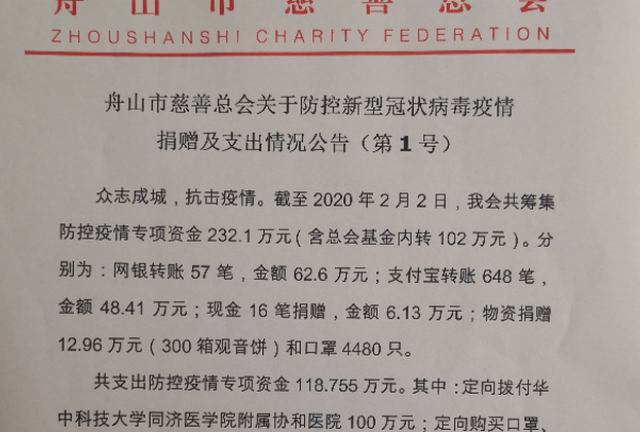 舟山市慈善总会
ZHOUSHANSHI CHARITY FEDERATION
舟山市慈善总会关于防控新型冠状病毒疫情
捐赠及支出情况公告（第1号）
众志成城，抗击疫情。截至2020年2月2日，我会共筹集
防控疫情专项资金232.1万元（含总会基金内转102万元）。分
别为：网银转账57笔，金额62.6万元；支付宝转账648笔，
金额48.41万元；现金16笔捐赠，金额6.13万元；物资捐赠
12.96万元（300箱观音饼）和口罩4480只。
共支出防控疫情专项资金118.755万元。其中：定向拨付华
中科技大学同济医学院附属协和医院100万元；定向购买口罩、